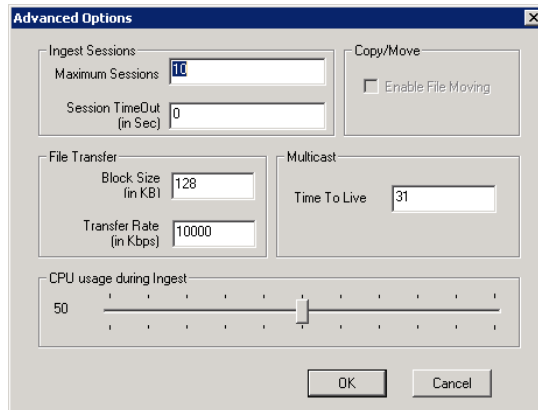 Advanced Options
Ingest Sessions
Maximum Sessions
10
Session TimeOut
(in Sec)
0
Copy/Move
Enable File Moving
File Transfer
Block Size
(in KB)
128
Transfer Rate
(in Kbps)
10000
Multicast
Time To Live
31
CPU usage during Ingest
50
OK
Cancel